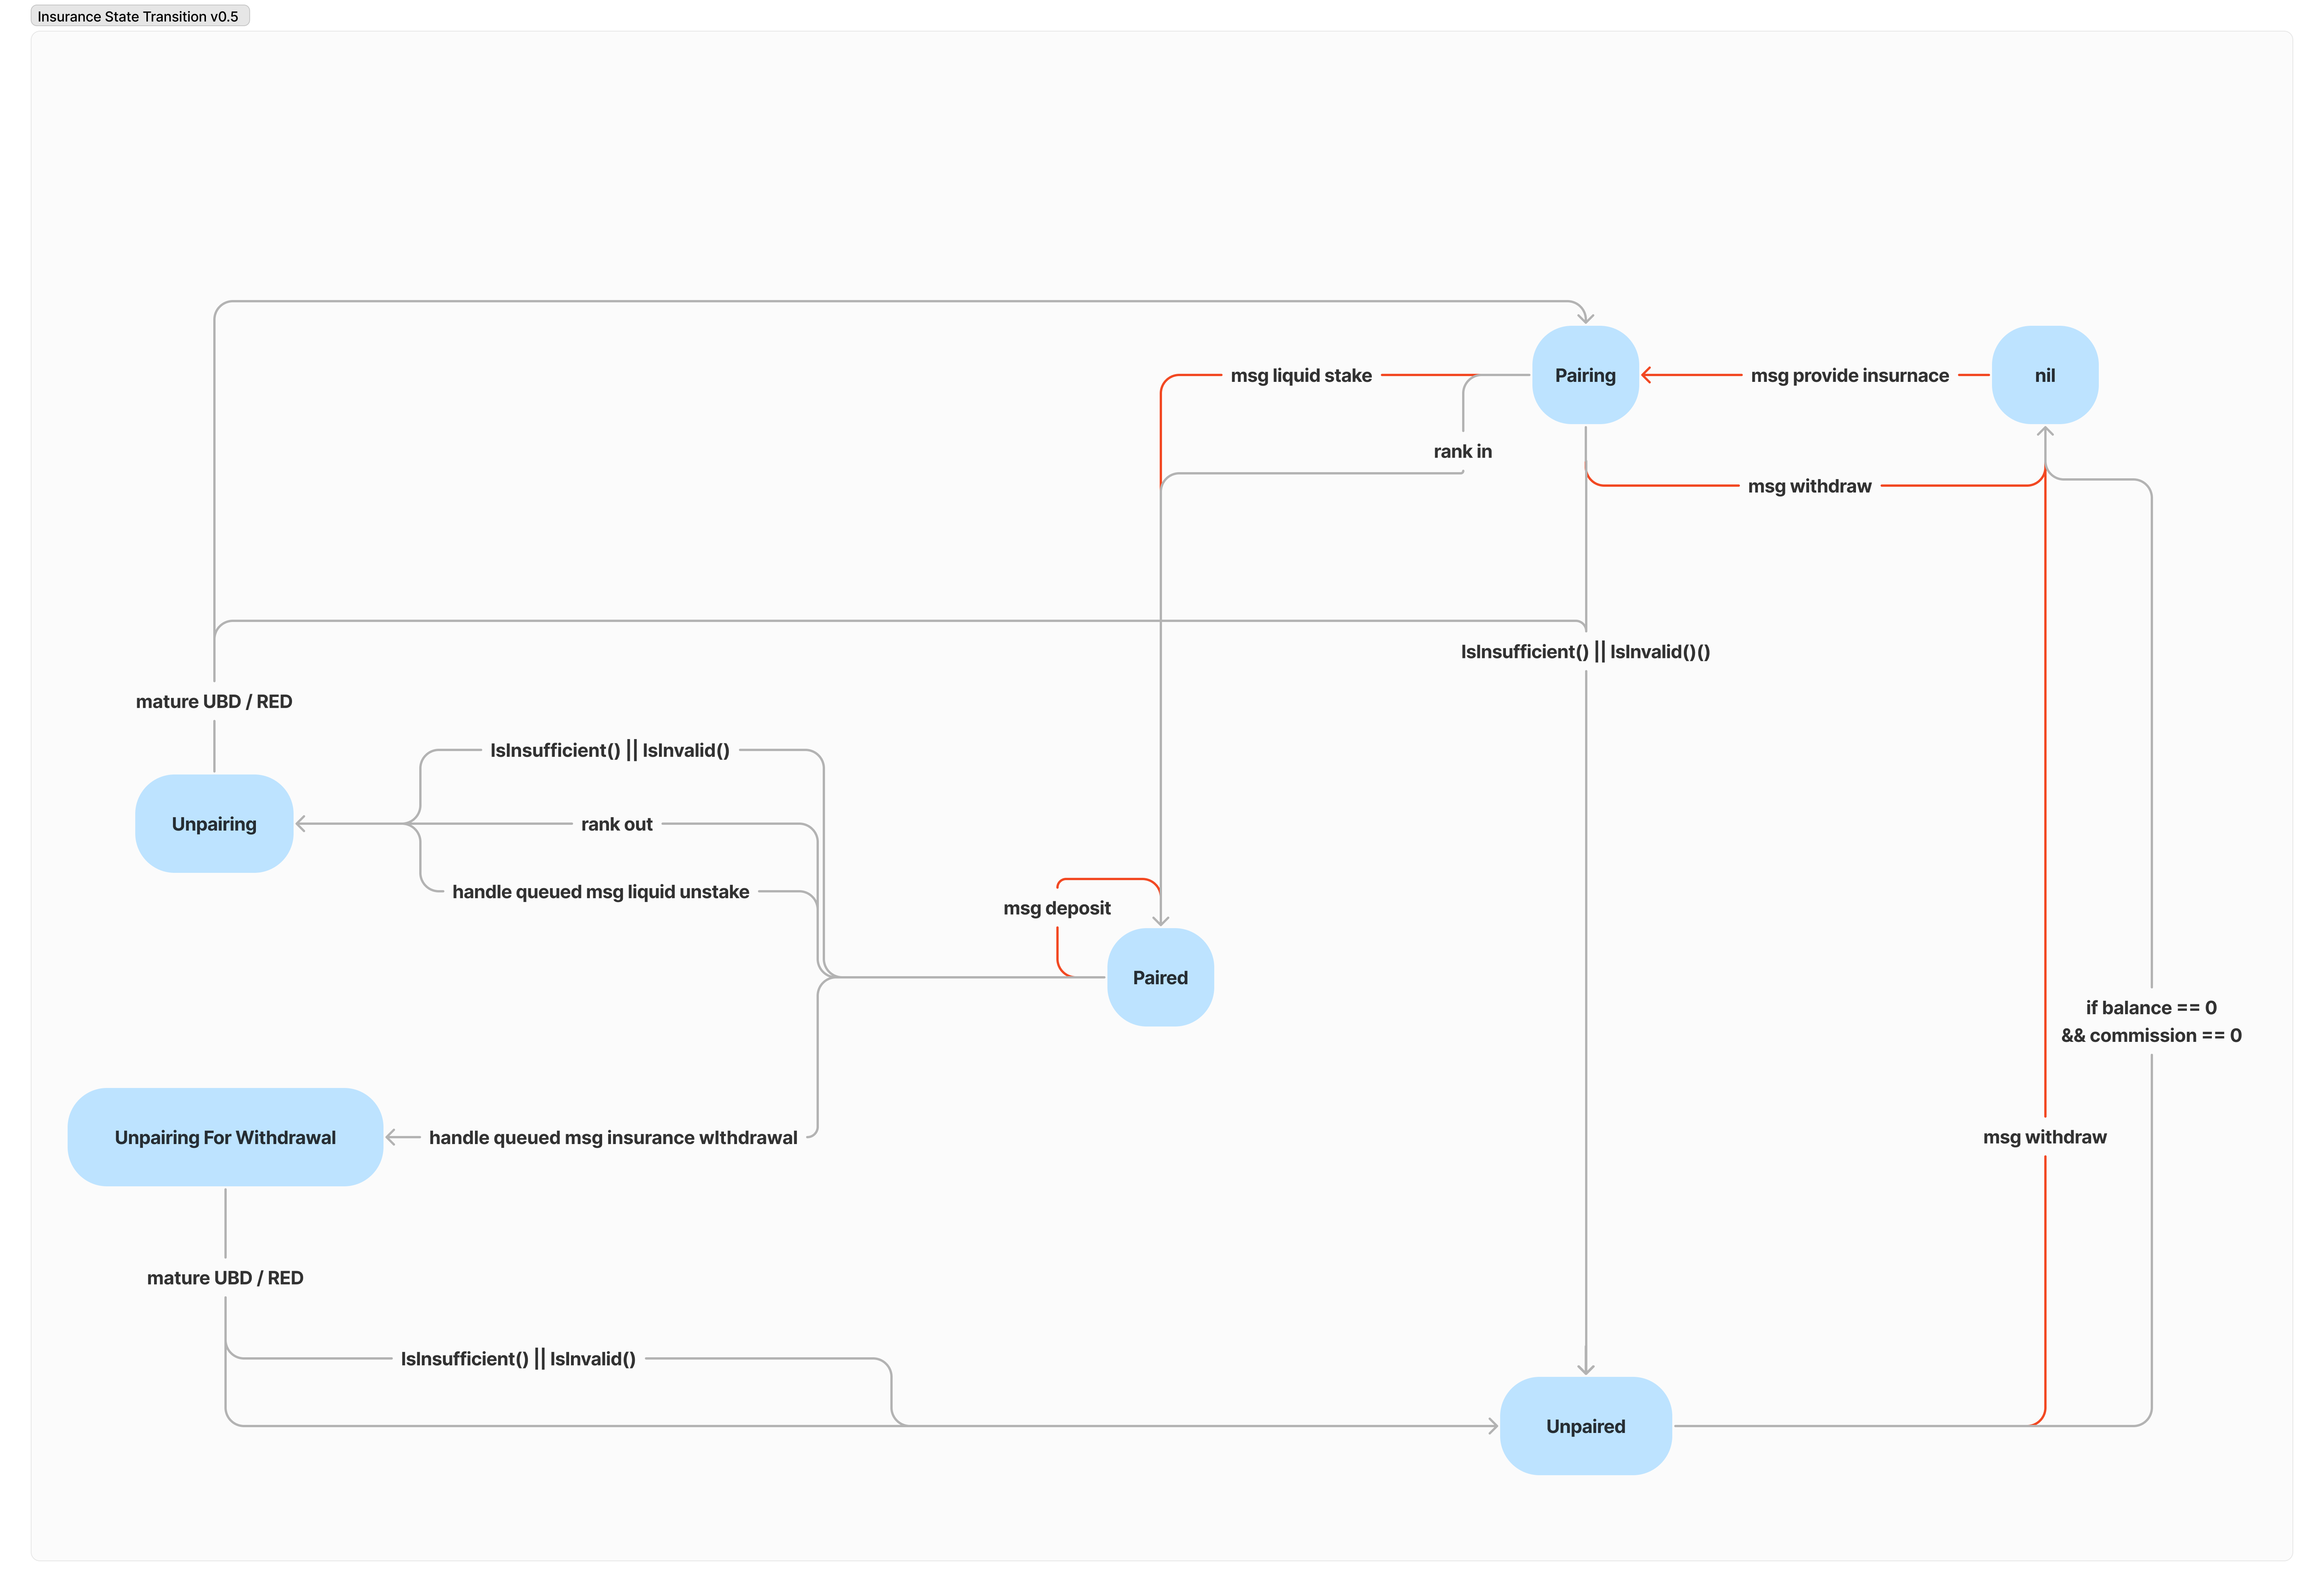 Insurance State Transition v0.5
Pairing
nil
msg liquid stake
msg provide insurnace
rank in
msg withdraw
IsInsufficient() || IsInvalid()()
mature UBD / RED
IsInsufficient() || IsInvalid()
Unpairing
rank out
handle queued msg liquid unstake
msg deposit
Paired
if balance == 0
&& commission == 0
Unpairing For Withdrawal
handle queued msg insurance wIthdrawal
msg withdraw
mature UBD / RED
IsInsufficient() || IsInvalid()
Unpaired